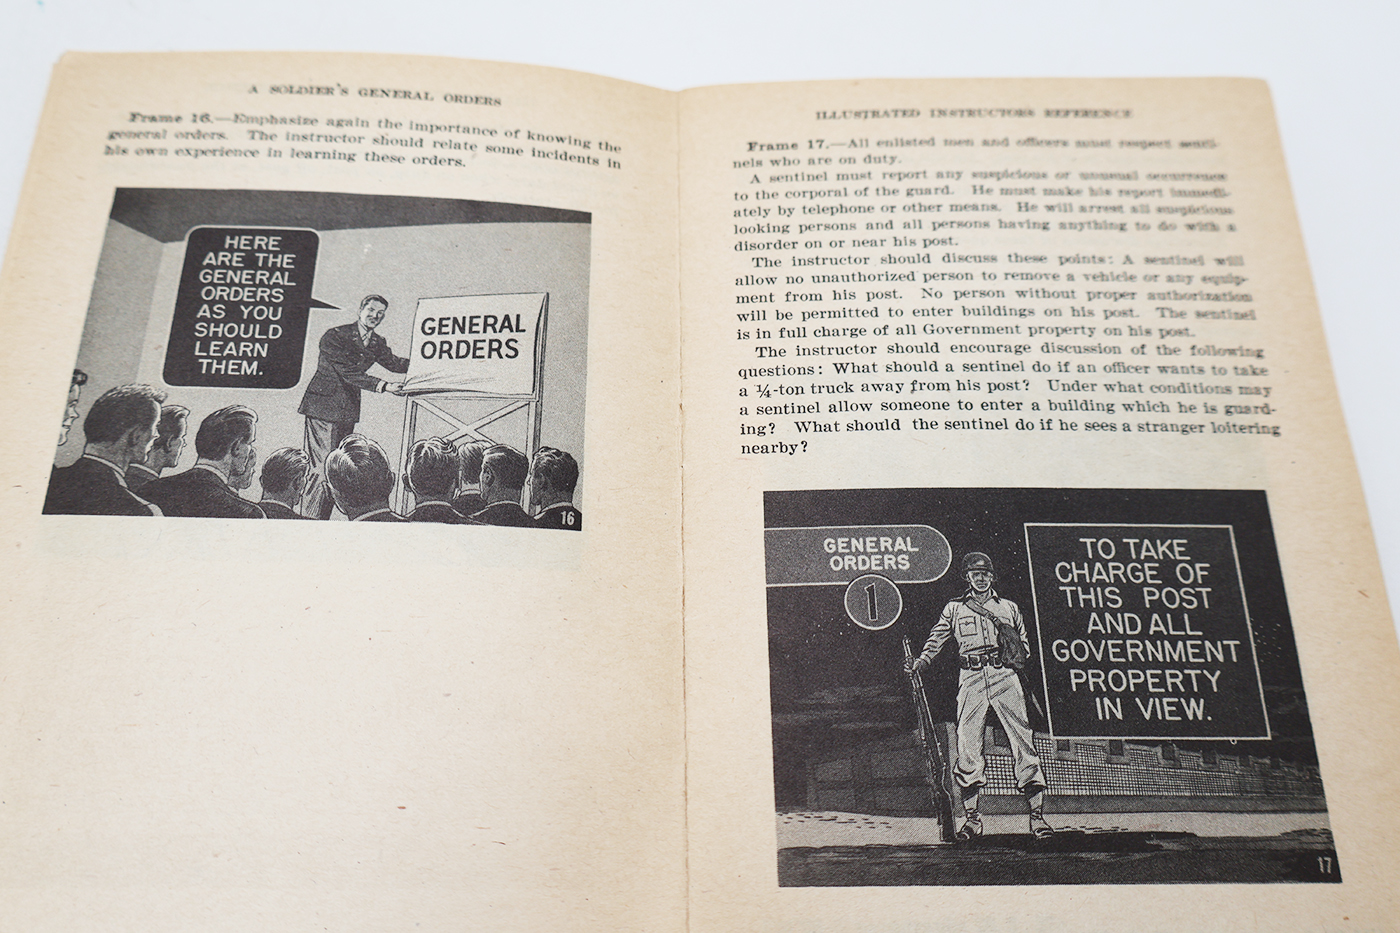 A SOLDIER'S GENERAL ORDERS
Frame 16.—Emphasize again the importance of knowing the
general orders. The instructor should relate some incidents in
his own experience in learning these orders.
HERE
ARE THE
GENERAL
ORDERS
AS YOU
SHOULD
LEARN
THEM.
GENERAL
ORDERS
16
ILLUSTRATED INSTRUCTORS REFERENCE
Frame 17.—All enlisted men and officers must respect senti-
nels who are on duty.
A sentinel must report any suspicious or unusual occurrence
to the corporal of the guard. He must make his report immedi-
ately by telephone or other means. He will arrest all suspicious
looking persons and all persons having anything to do with a
disorder on or near his post.
The instructor should discuss these points: A sentinel will
allow no unauthorized person to remove a vehicle or any equip-
ment from his post. No person without proper authorization
will be permitted to enter buildings on his post. The sentinel
is in full charge of all Government property on his post.
The instructor should encourage discussion of the following
questions: What should a sentinel do if an officer wants to take
a ¼-ton truck away from his post? Under what conditions may
a sentinel allow someone to enter a building which he is guard-
ing? What should the sentinel do if he sees a stranger loitering
nearby?
GENERAL
ORDERS
1
TO TAKE
CHARGE OF
THIS POST
AND ALL
GOVERNMENT
PROPERTY
IN VIEW.
17